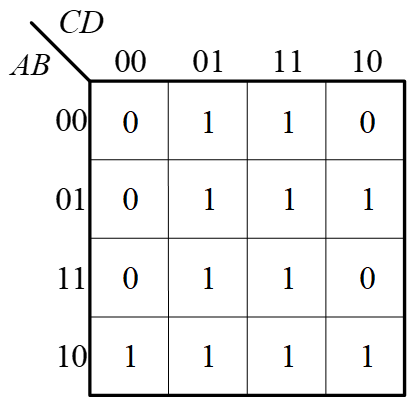 CD
AB
00 01 11 10
00 0 1 1 0
01 0 1 1 1
11 0 1 1 0
10 1 1 1 1